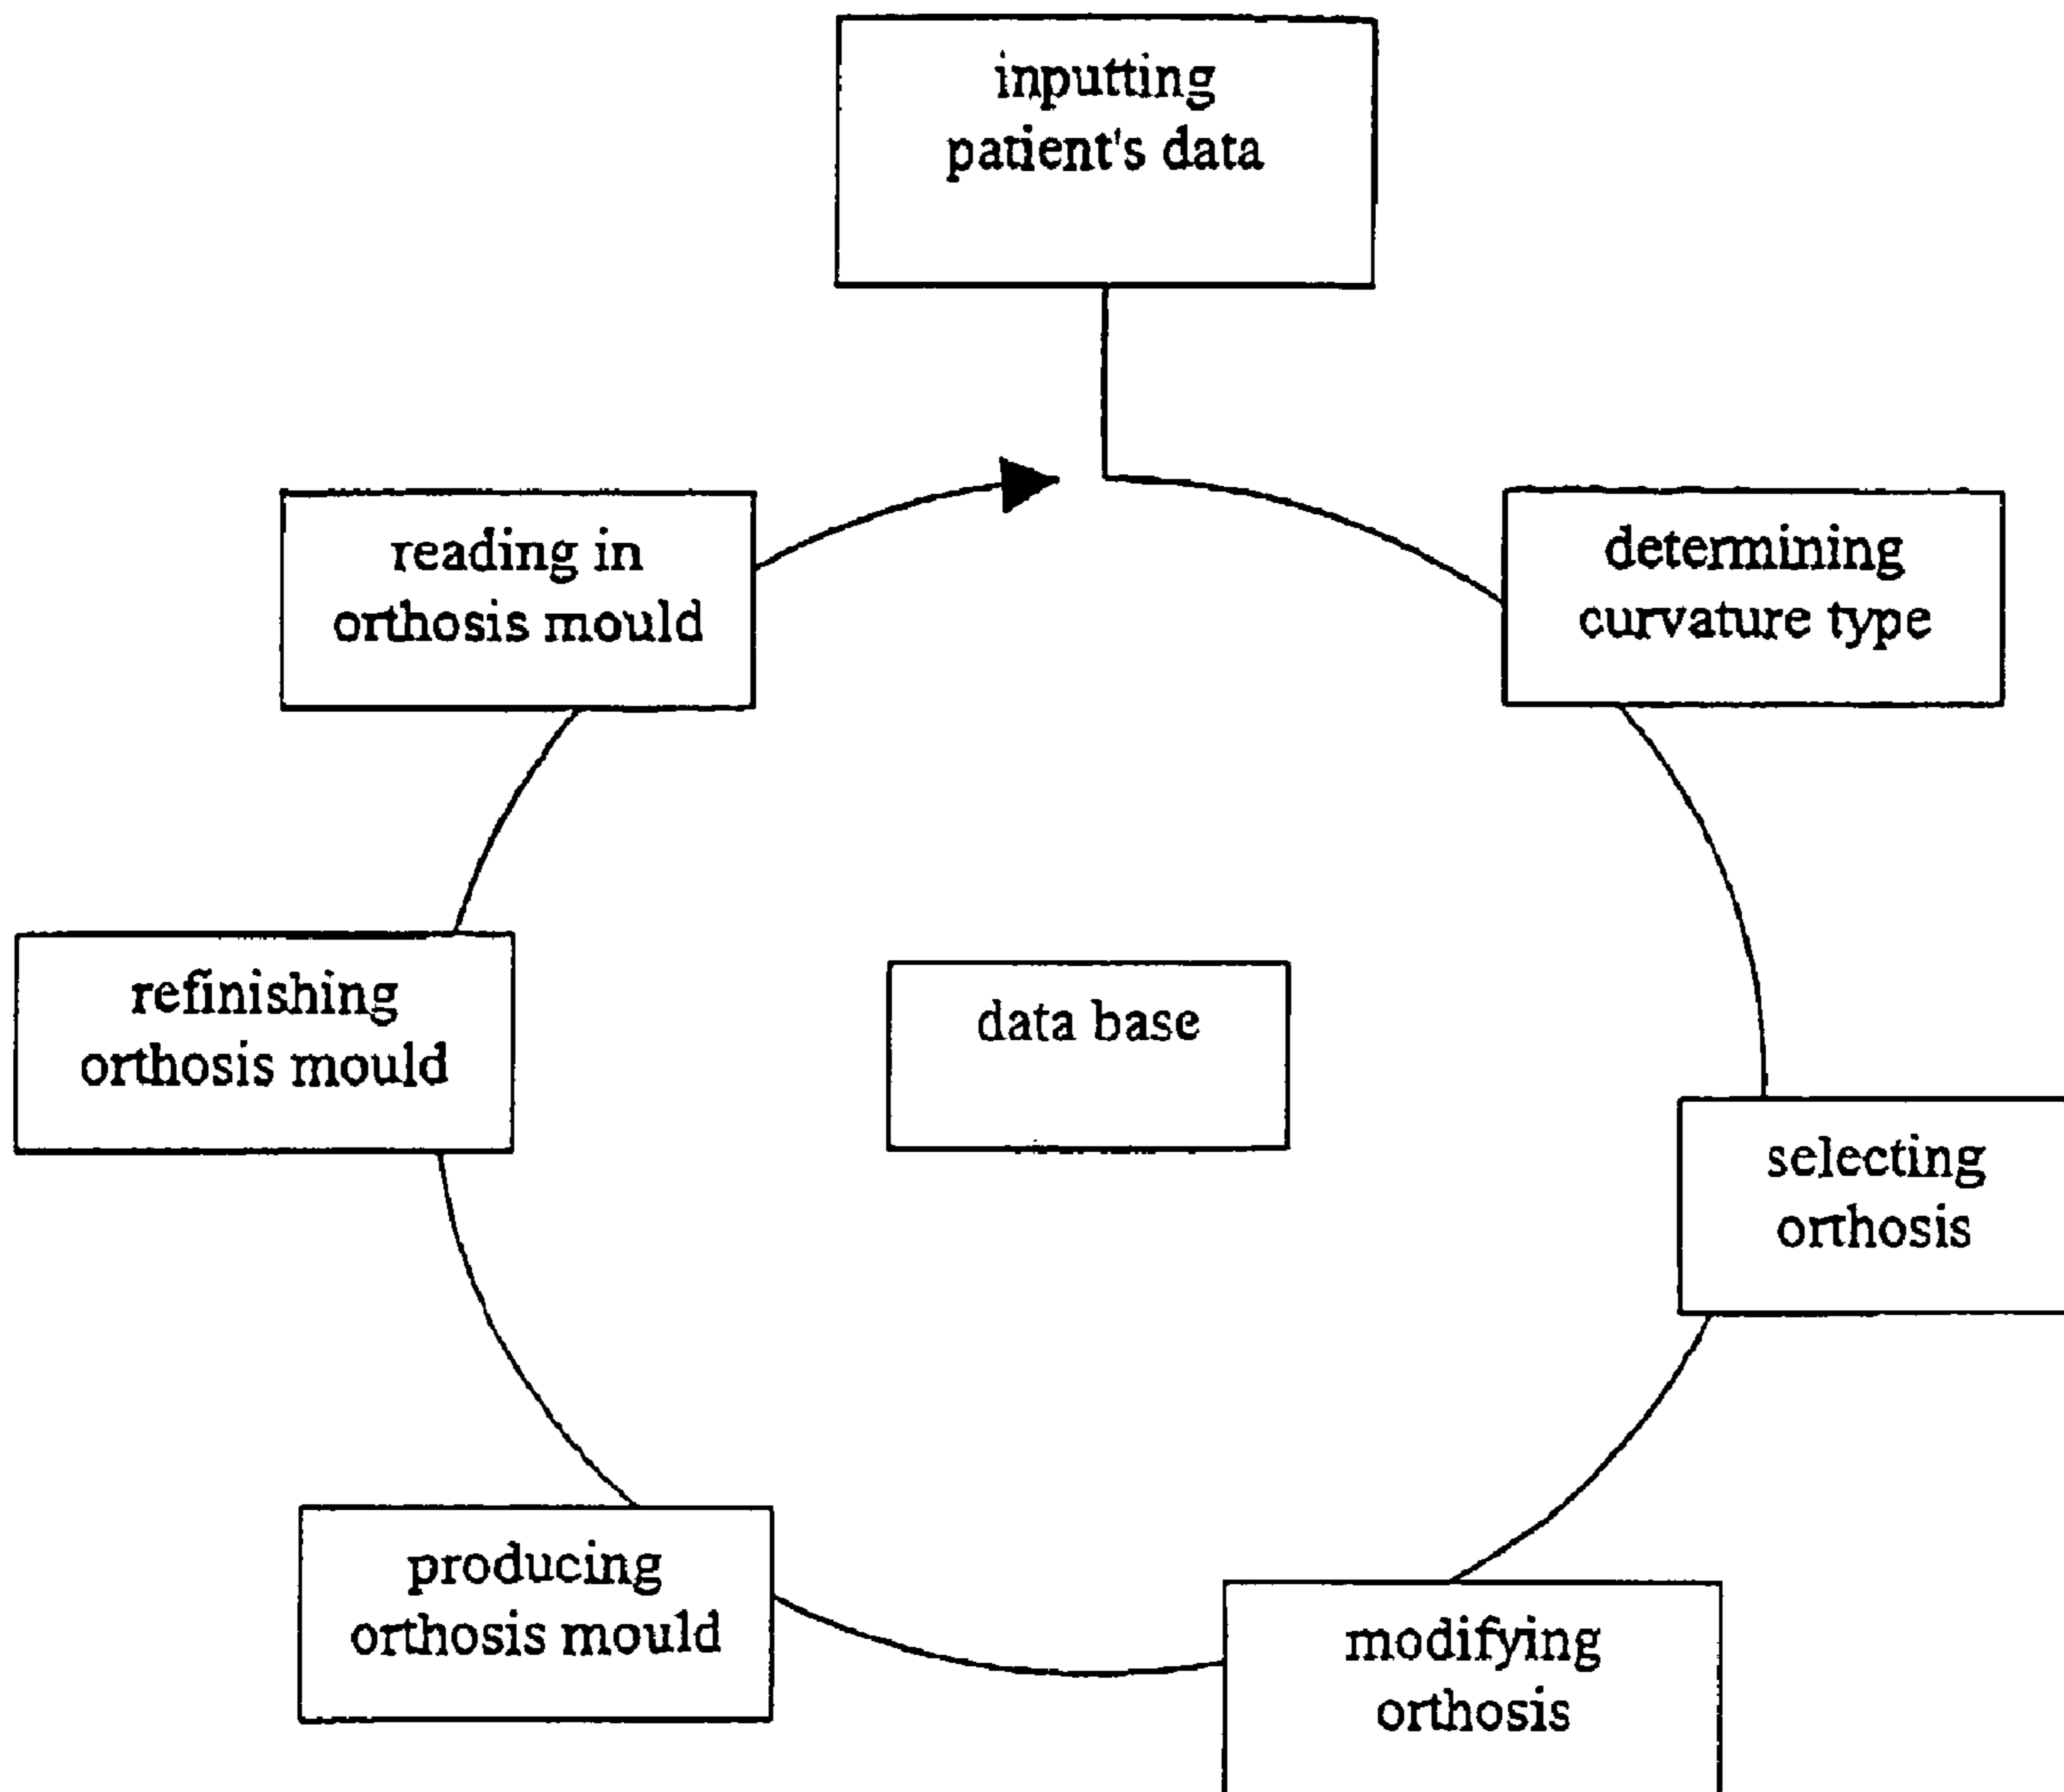 inputting
patient's data
reading in
orthosis mould
determining
curvature type
refinishing
orthosis mould
data base
selecting
orthosis
producing
orthosis mould
modifying
orthosis